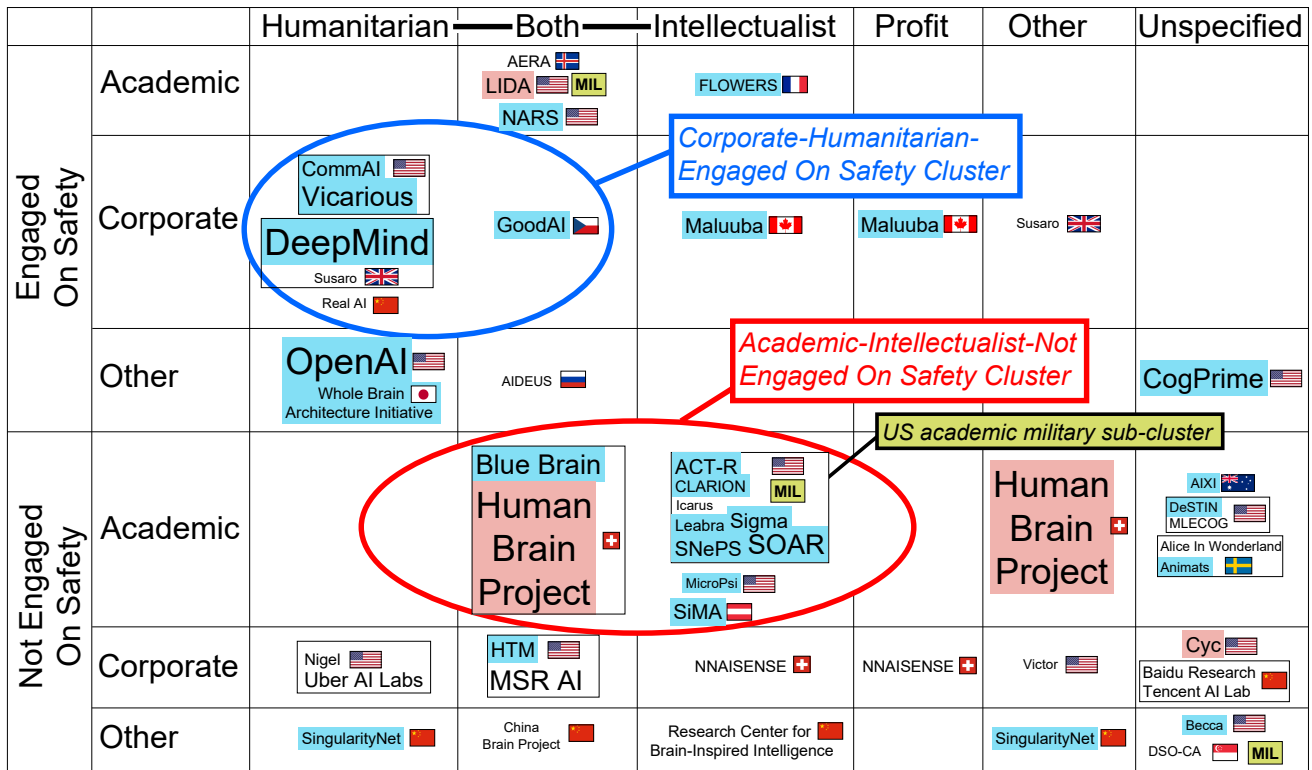 Humanitarian
Both
Intellectualist
Profit
Other
Unspecified
Engaged
On Safety
Academic
AERA
LIDA MIL
NARS
FLOWERS
Corporate
CommAI
Vicarious
DeepMind
Susaro
Real AI
GoodAI
Corporate-Humanitarian-
Engaged On Safety Cluster
Maluuba
Maluuba
Susaro
Other
OpenAI
Whole Brain
Architecture Initiative
AIDEUS
Academic-Intellectualist-Not
Engaged On Safety Cluster
CogPrime
Not Engaged
On Safety
Academic
Blue Brain
Human
Brain
Project
US academic military sub-cluster
ACT-R
CLARION MIL
Icarus
Leabra Sigma
SNePS SOAR
MicroPsi
SiMA
Human
Brain
Project
AIXI
DeSTIN
MLECOG
Alice In Wonderland
Animats
Corporate
Nigel
Uber AI Labs
HTM
MSR AI
NNAISENSE
NNAISENSE
Victor
Cyc
Baidu Research
Tencent AI Lab
Other
SingularityNet
China
Brain Project
Research Center for
Brain-Inspired Intelligence
SingularityNet
Becca
DSO-CA MIL